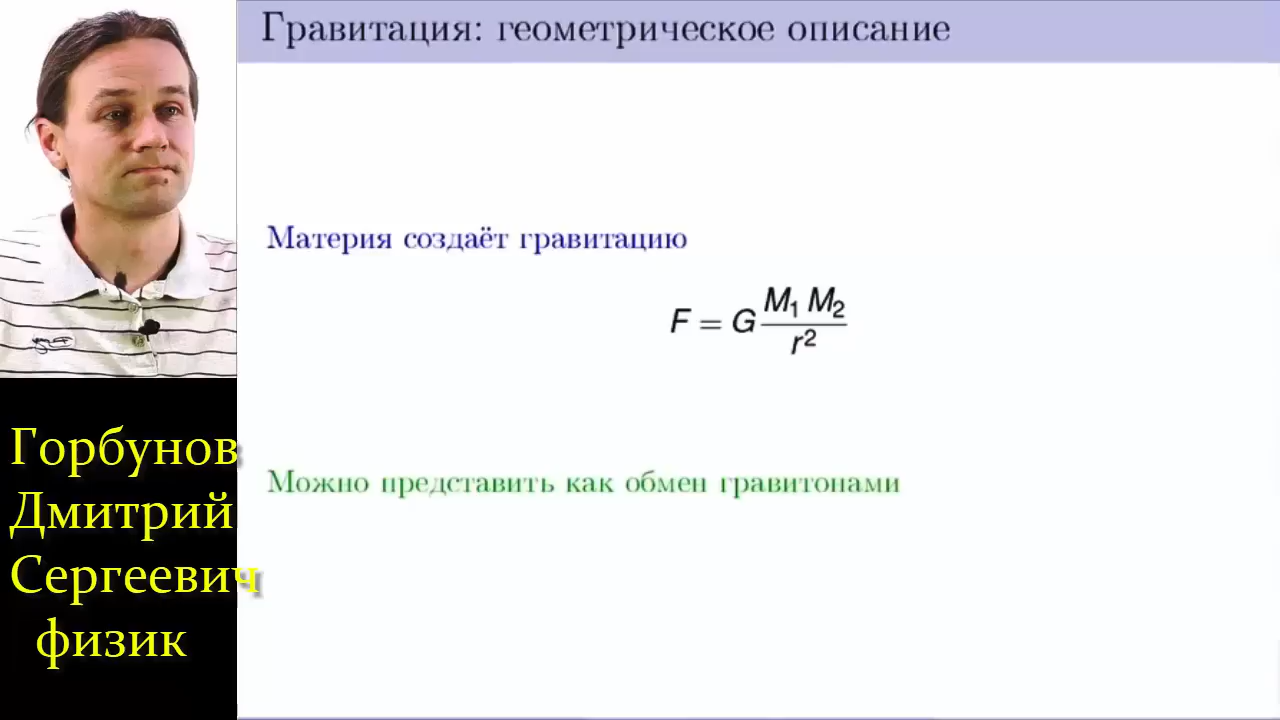 Гравитация: геометрическое описание
Материя создаёт гравитацию
F = G M₁ M₂ / r²
Можно представить как обмен гравитонами
Горбунов
Дмитрий
Сергеевич
физик